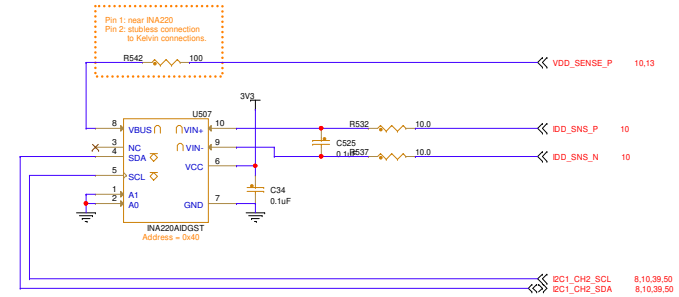 Pin 1: near INA220
Pin 2: stubless connection
to Kelvin connections.
R542 100
VDD_SENSE_P 10,13
3V3
U507
8 VBUS VIN+ 10
R532 10.0
IDD_SNS_P 10
3 NC VIN- 9
C525
0.1uF
R537 10.0
IDD_SNS_N 10
4 SDA
VCC 6
5 SCL
C34
0.1uF
1 A1
2 A0 GND 7
INA220AIDGST
Address = 0x40
I2C1_CH2_SCL 8,10,39,50
I2C1_CH2_SDA 8,10,39,50